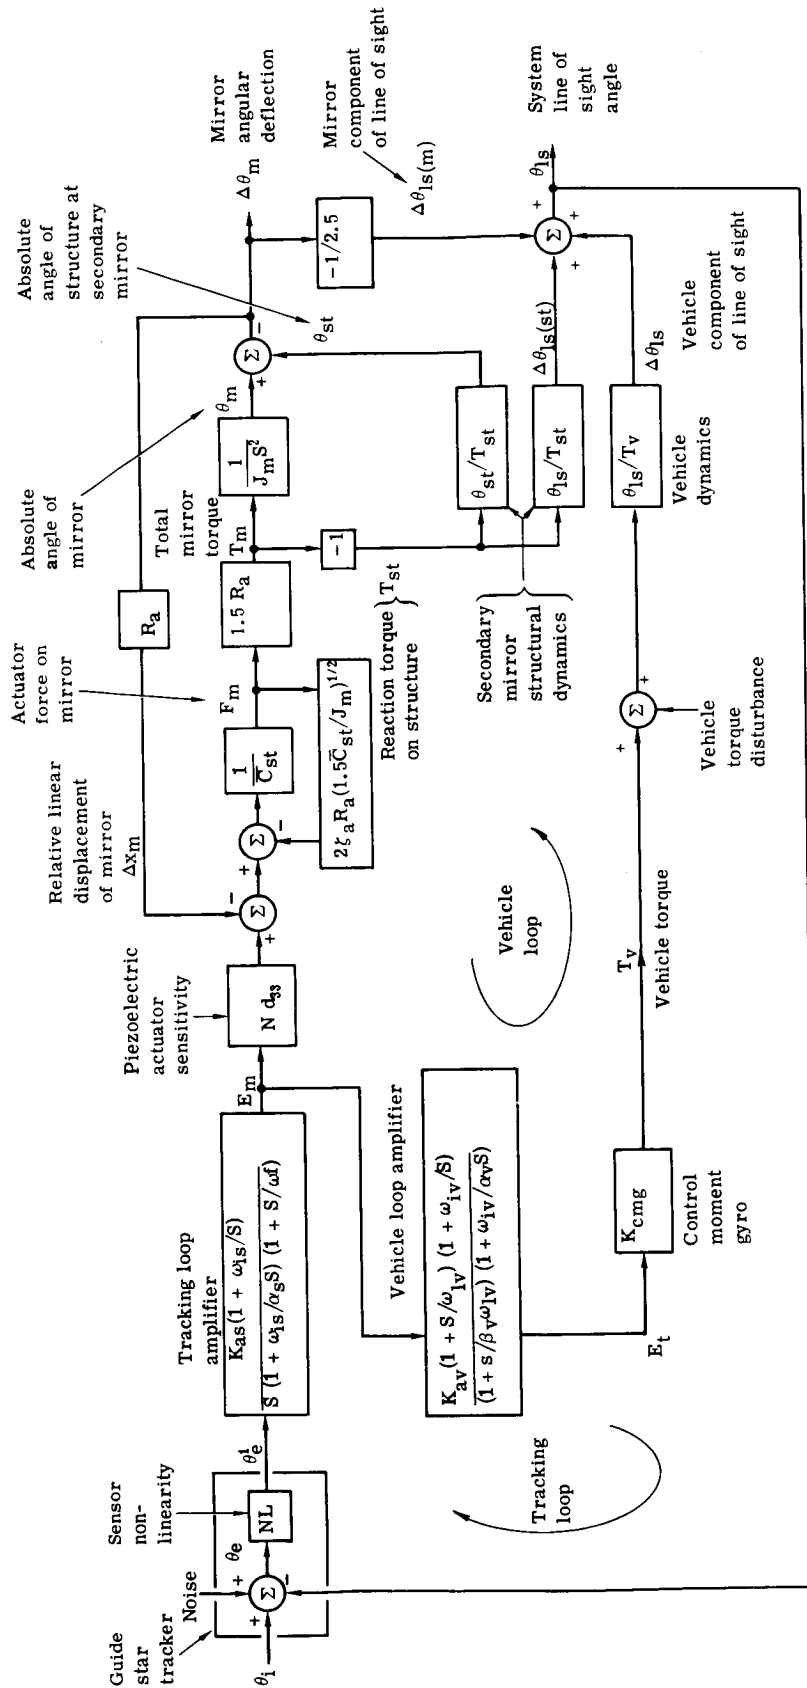 Guide
star
tracker
Noise
θi
+
+
−
Σ
θe
Sensor
non-
linearity
NL
θe1
Tracking loop
amplifier
Kas(1 + ωis/S)
S (1 + ωis/αsS) (1 + S/ωf)
Em
Piezoelectric
actuator
sensitivity
N d33
+
−
Σ
Relative linear
displacement
of mirror
Δxm
+
−
Σ
1
C̅st
2ζaRa(1.5C̅st/Jm)1/2
Actuator
force on
mirror
Fm
Ra
1.5 Ra
Total
mirror
torque
Tm
-1
Reaction torque
on structure
Tst
Absolute
angle of
mirror
1
JmS2
θm
+
−
Σ
Absolute
angle of
structure at
secondary
mirror
θst
Mirror
angular
deflection
Δθm
-1/2.5
Mirror
component
of line of sight
Δθls(m)
Secondary
mirror
structural
dynamics
θst/Tst
θls/Tst
Δθls(st)
+
+
+
Σ
System
line of
sight
angle
θls
Vehicle loop amplifier
Kav(1 + S/ωlv) (1 + ωiv/S)
(1 + s/βvωlv) (1 + ωiv/αvS)
Et
Kcmg
Control
moment
gyro
Tv
Vehicle torque
+
+
Σ
Vehicle
torque
disturbance
θls/Tv
Vehicle
dynamics
Δθls
Vehicle
component
of line of sight
Vehicle
loop
Tracking
loop